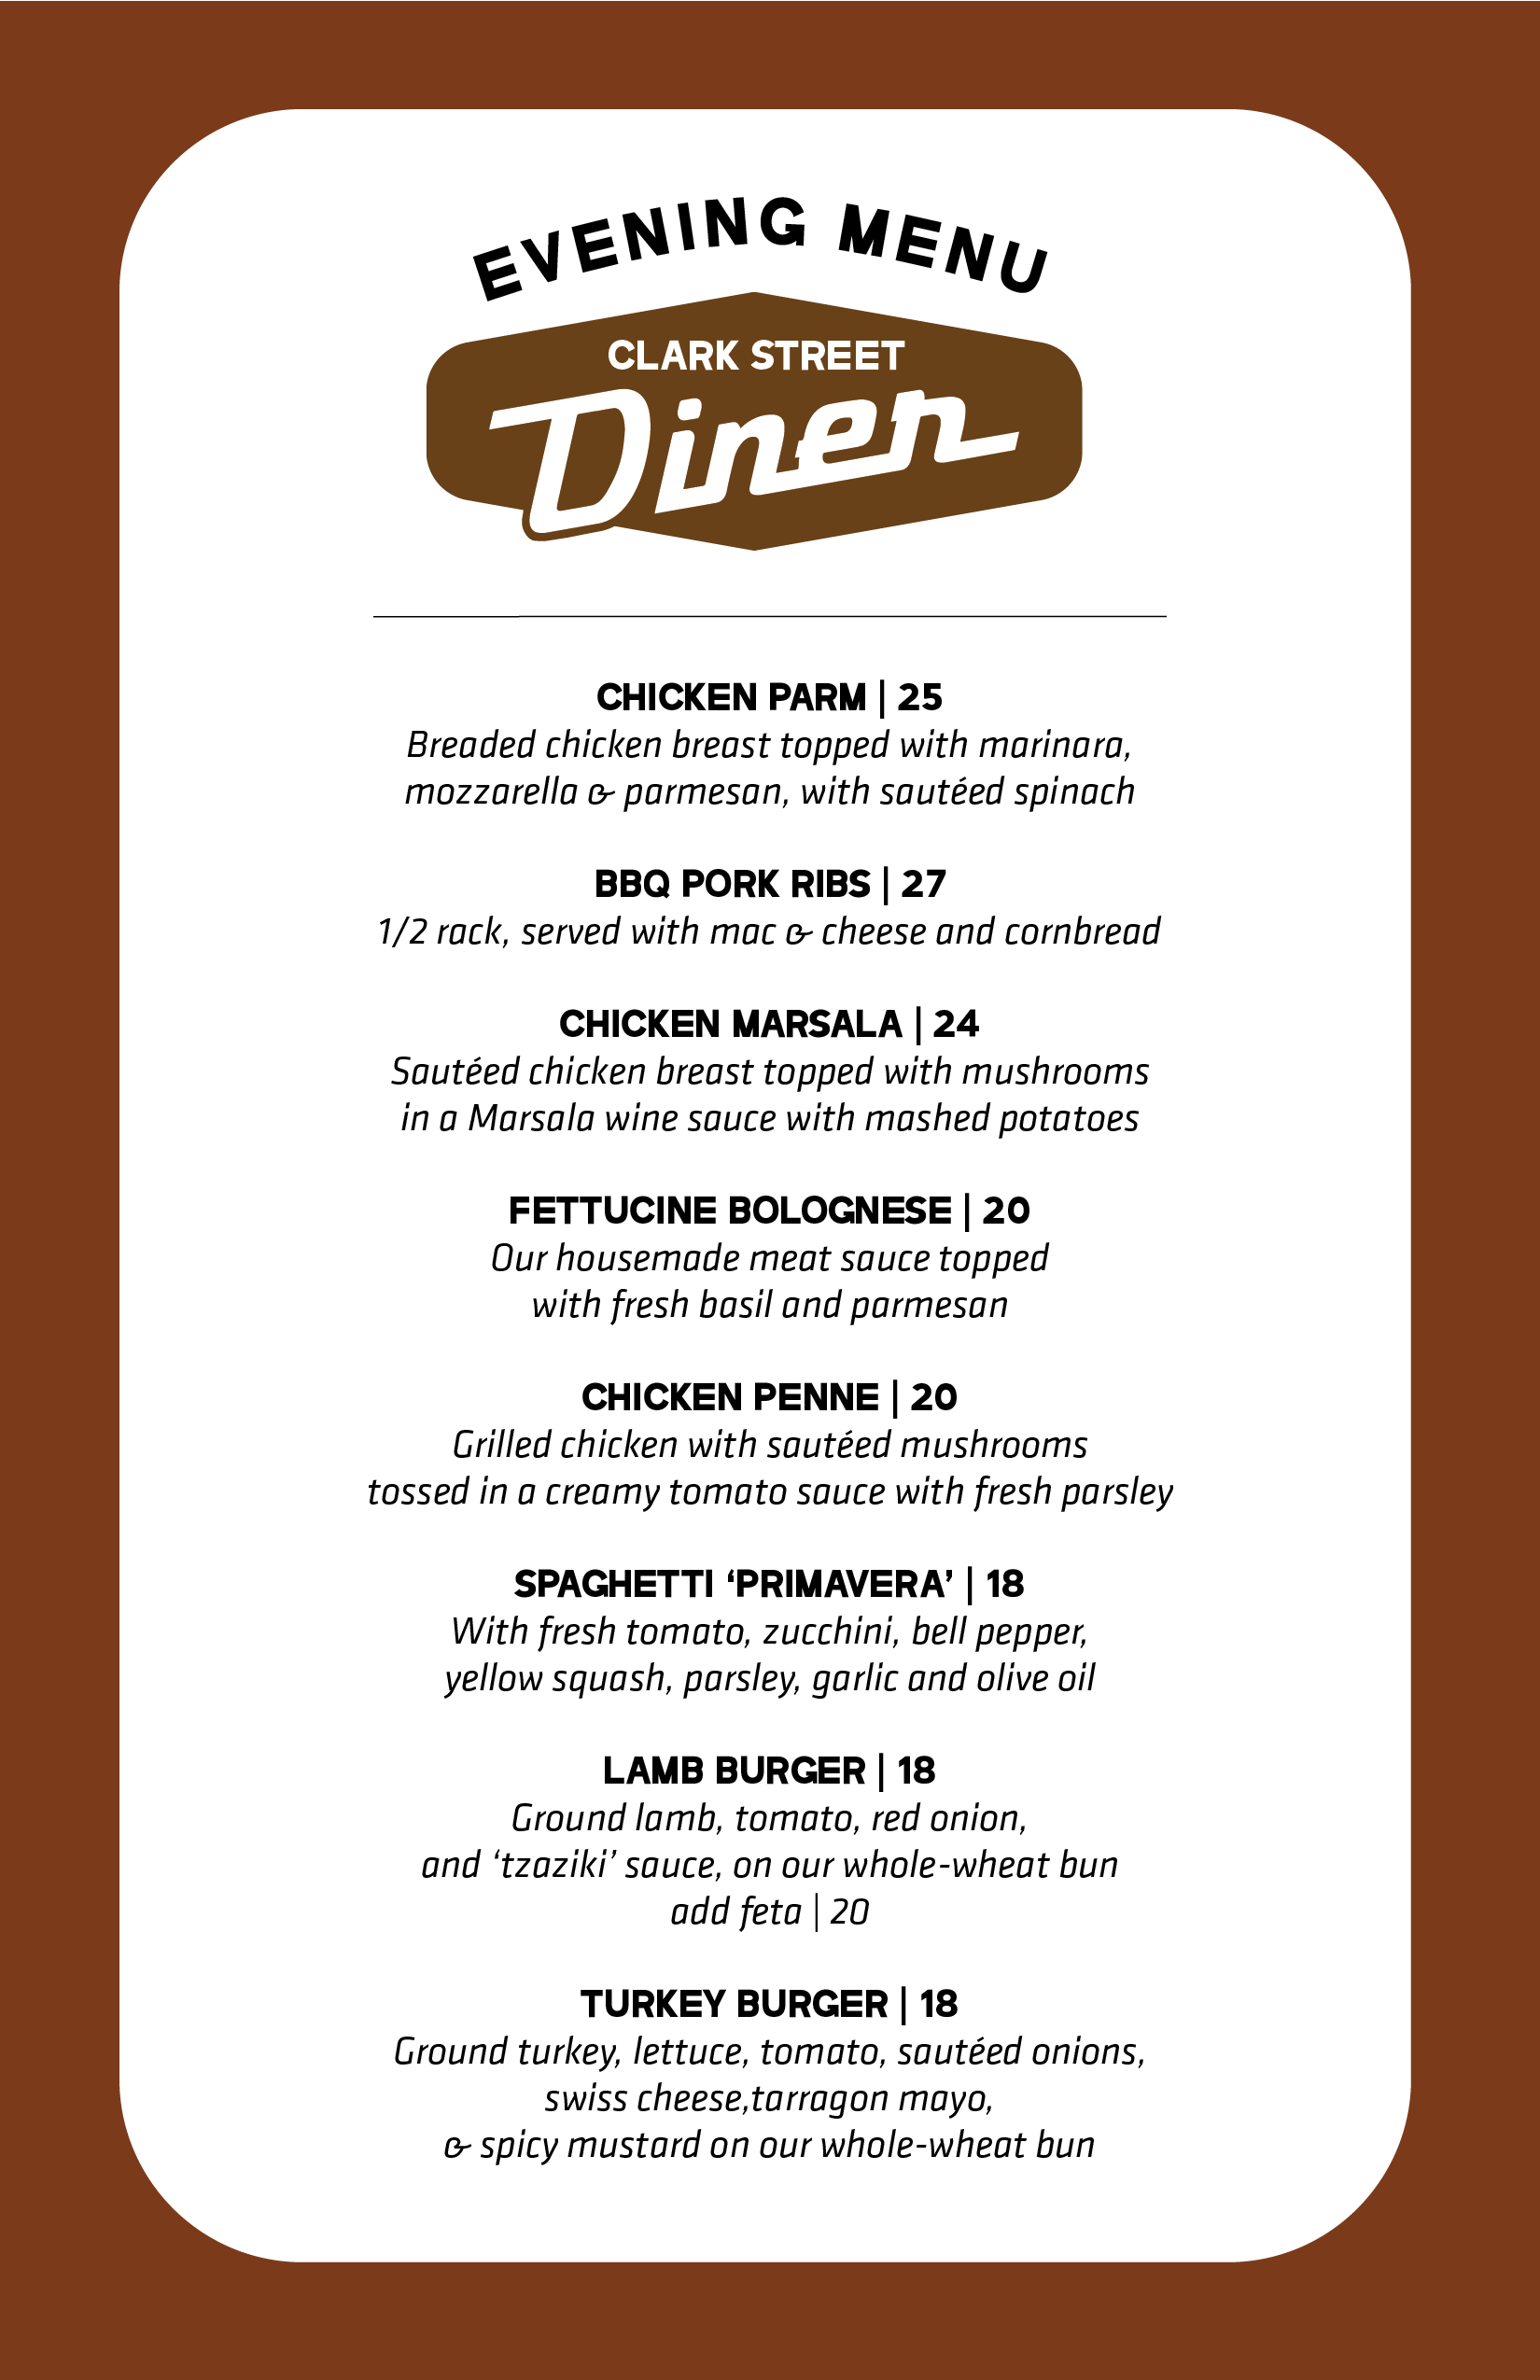 EVENING MENU
CLARK STREET
Diner
CHICKEN PARM | 25
Breaded chicken breast topped with marinara,
mozzarella & parmesan, with sautéed spinach
BBQ PORK RIBS | 27
1/2 rack, served with mac & cheese and cornbread
CHICKEN MARSALA | 24
Sautéed chicken breast topped with mushrooms
in a Marsala wine sauce with mashed potatoes
FETTUCINE BOLOGNESE | 20
Our housemade meat sauce topped
with fresh basil and parmesan
CHICKEN PENNE | 20
Grilled chicken with sautéed mushrooms
tossed in a creamy tomato sauce with fresh parsley
SPAGHETTI ‘PRIMAVERA’ | 18
With fresh tomato, zucchini, bell pepper,
yellow squash, parsley, garlic and olive oil
LAMB BURGER | 18
Ground lamb, tomato, red onion,
and ‘tzaziki’ sauce, on our whole-wheat bun
add feta | 20
TURKEY BURGER | 18
Ground turkey, lettuce, tomato, sautéed onions,
swiss cheese,tarragon mayo,
& spicy mustard on our whole-wheat bun